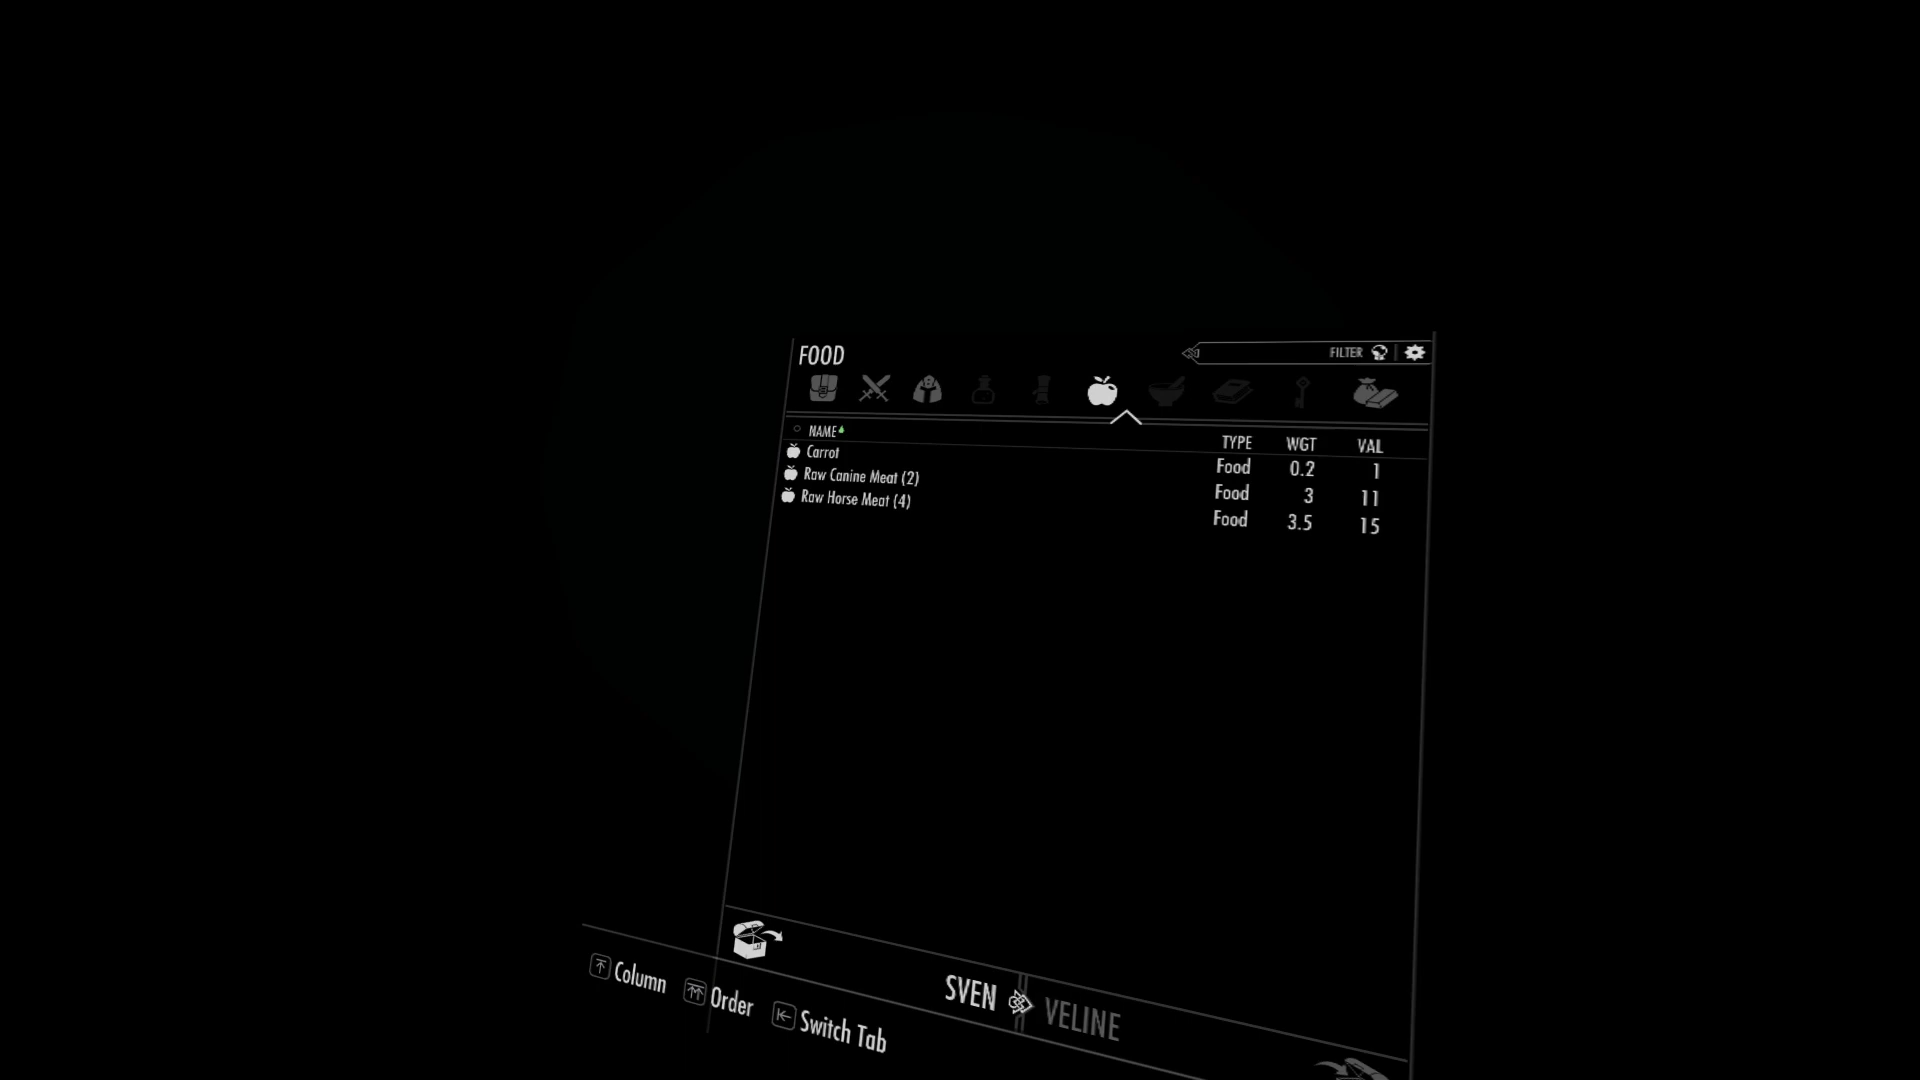 FOOD
FILTER
NAME TYPE WGT VAL
Carrot Food 0.2 1
Raw Canine Meat (2) Food 3 11
Raw Horse Meat (4) Food 3.5 15
SVEN VELINE
Column Order Switch Tab